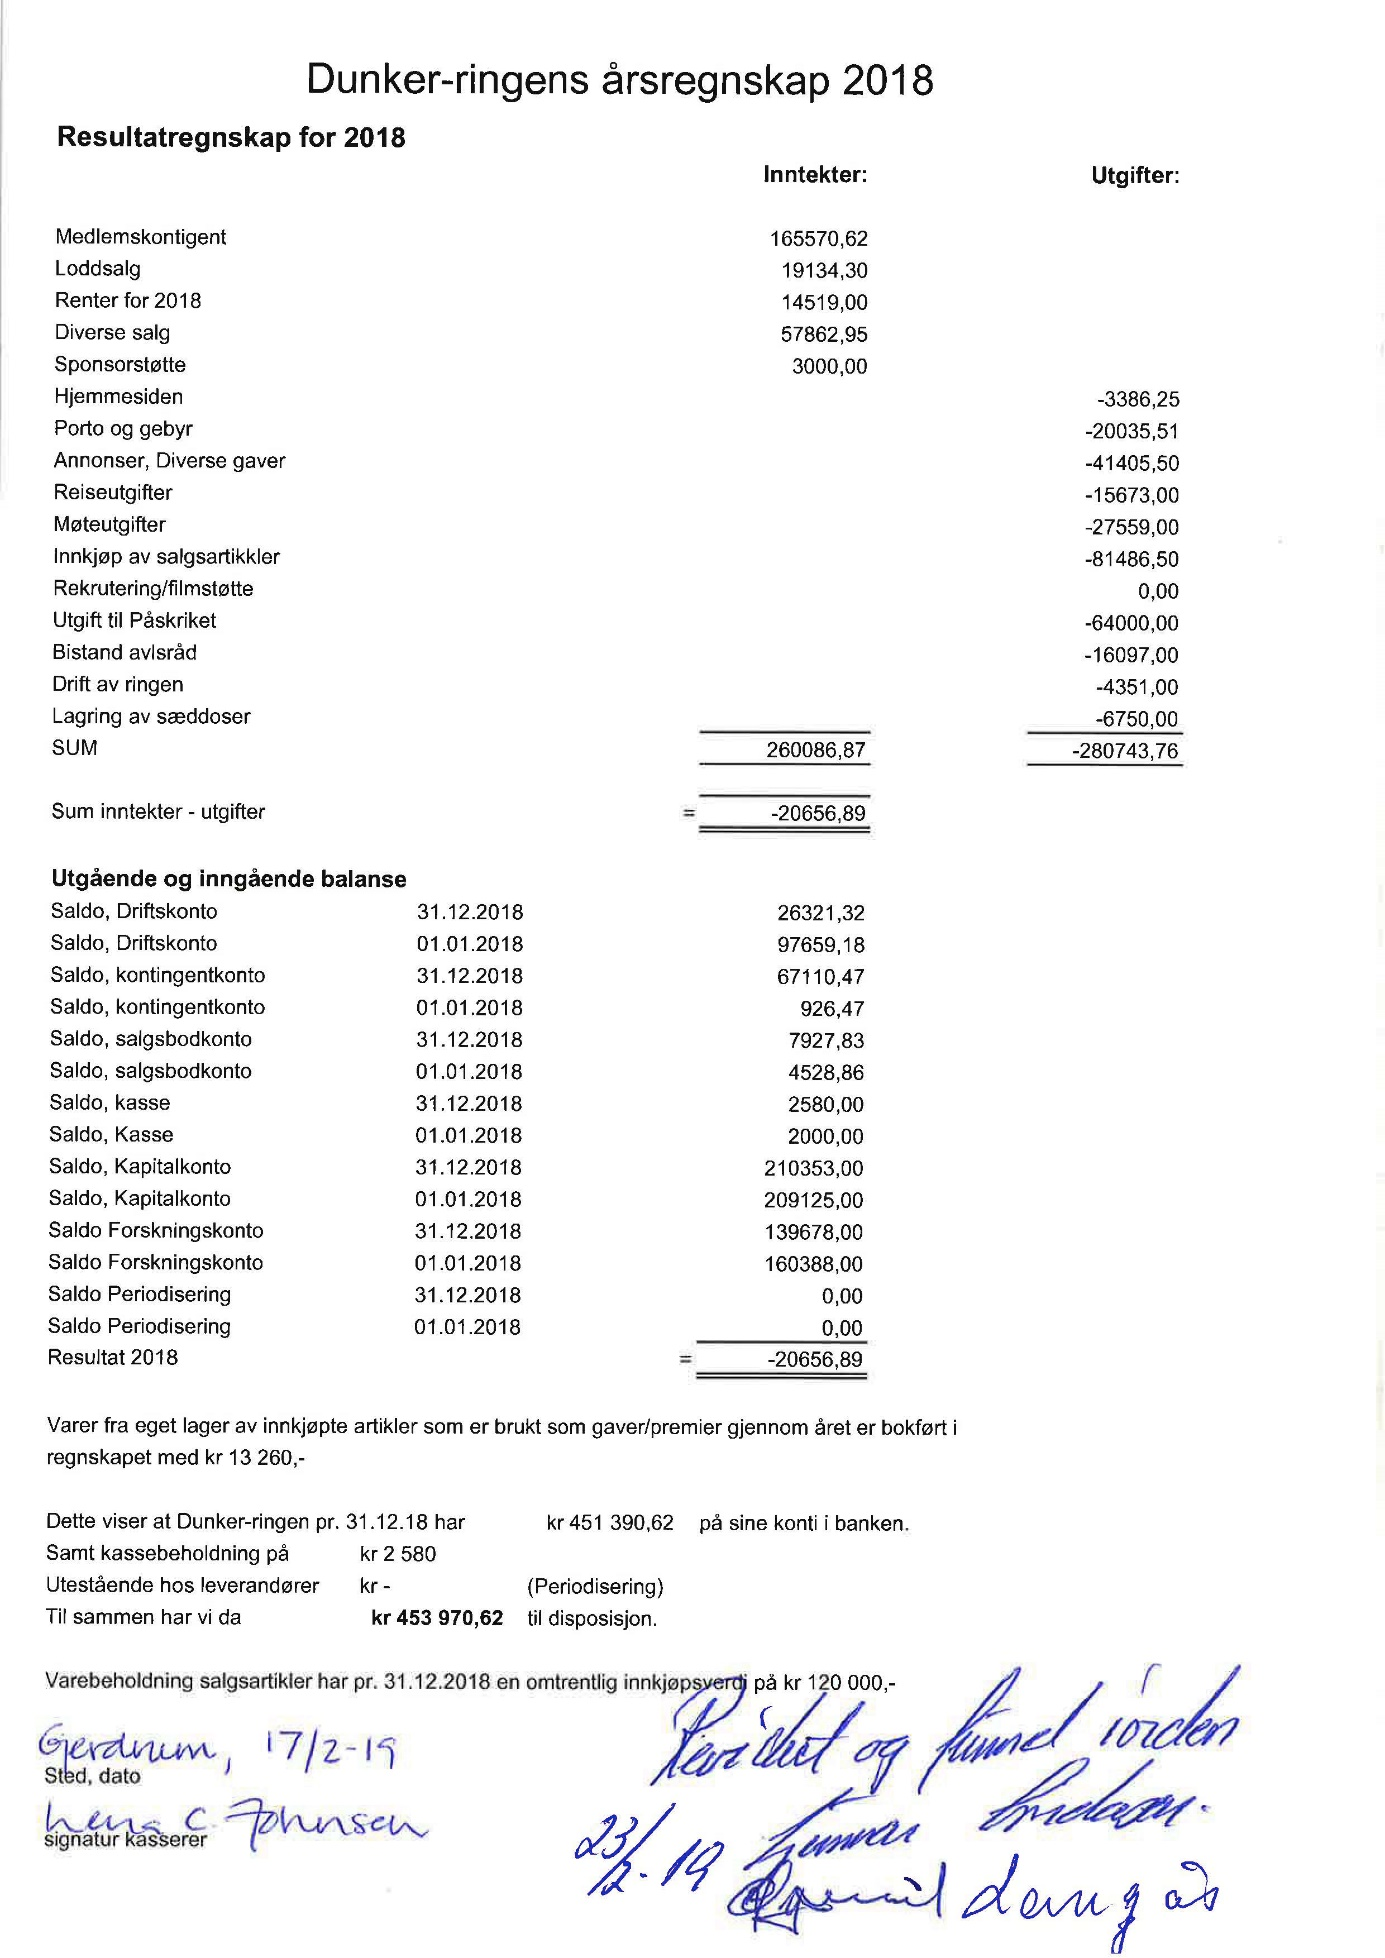 Dunker-ringens årsregnskap 2018
Resultatregnskap for 2018
Inntekter: Utgifter:
Medlemskontigent 165570,62
Loddsalg 19134,30
Renter for 2018 14519,00
Diverse salg 57862,95
Sponsorstøtte 3000,00
Hjemmesiden -3386,25
Porto og gebyr -20035,51
Annonser, Diverse gaver -41405,50
Reiseutgifter -15673,00
Møteutgifter -27559,00
Innkjøp av salgsartikkler -81486,50
Rekrutering/filmstøtte 0,00
Utgift til Påskriket -64000,00
Bistand avlsråd -16097,00
Drift av ringen -4351,00
Lagring av sæddoser -6750,00
SUM 260086,87 -280743,76
Sum inntekter - utgifter = -20656,89
Utgående og inngående balanse
Saldo, Driftskonto 31.12.2018 26321,32
Saldo, Driftskonto 01.01.2018 97659,18
Saldo, kontingentkonto 31.12.2018 67110,47
Saldo, kontingentkonto 01.01.2018 926,47
Saldo, salgsbodkonto 31.12.2018 7927,83
Saldo, salgsbodkonto 01.01.2018 4528,86
Saldo, kasse 31.12.2018 2580,00
Saldo, Kasse 01.01.2018 2000,00
Saldo, Kapitalkonto 31.12.2018 210353,00
Saldo, Kapitalkonto 01.01.2018 209125,00
Saldo Forskningskonto 31.12.2018 139678,00
Saldo Forskningskonto 01.01.2018 160388,00
Saldo Periodisering 31.12.2018 0,00
Saldo Periodisering 01.01.2018 0,00
Resultat 2018 = -20656,89
Varer fra eget lager av innkjøpte artikler som er brukt som gaver/premier gjennom året er bokført i
regnskapet med kr 13 260,-
Dette viser at Dunker-ringen pr. 31.12.18 har kr 451 390,62 på sine konti i banken.
Samt kassebeholdning på kr 2 580
Utestående hos leverandører kr - (Periodisering)
Til sammen har vi da kr 453 970,62 til disposisjon.
Varebeholdning salgsartikler har pr. 31.12.2018 en omtrentlig innkjøpsverdi på kr 120 000,-
Gjerdrum, 17/2-19
Sted, dato
Revidert og funnet iorden
Lena C. Johnsen
signatur kasserer
23/2-19 Gunnar
Langås